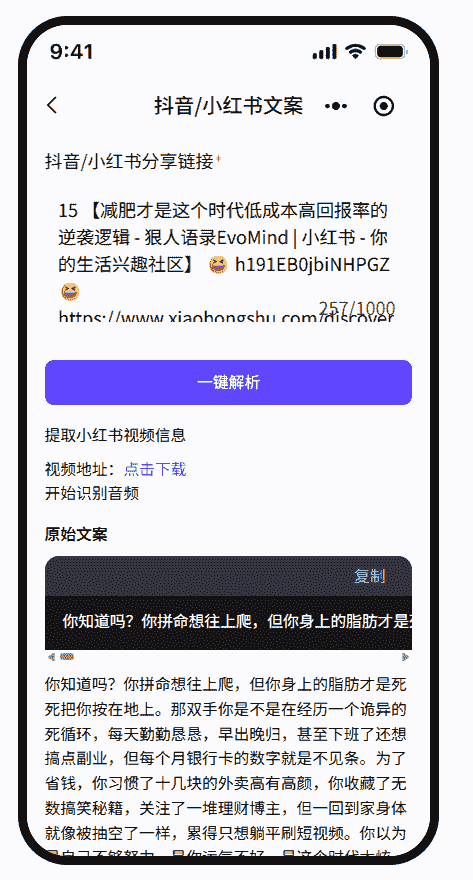 9:41
抖音/小红书文案
抖音/小红书分享链接*
15 【减肥才是这个时代低成本高回报率的
逆袭逻辑 - 狠人语录EvoMind | 小红书 - 你
的生活兴趣社区】 😆 h191EB0jbiNHPGZ
😆
257/1000
https://www.xiaohongshu.com/discover
一键解析
提取小红书视频信息
视频地址：点击下载
开始识别音频
原始文案
复制
你知道吗？你拼命想往上爬，但你身上的脂肪才是
你知道吗？你拼命想往上爬，但你身上的脂肪才是死
死把你按在地上。那双手你是不是在经历一个诡异的
死循环，每天勤勤恳恳，早出晚归，甚至下班了还想
搞点副业，但每个月银行卡的数字就是不见条。为了
省钱，你习惯了十几块的外卖高有高颜，你收藏了无
数搞笑秘籍，关注了一堆理财博主，但一回到家身体
就像被抽空了一样，累得只想躺平刷短视频。你以为